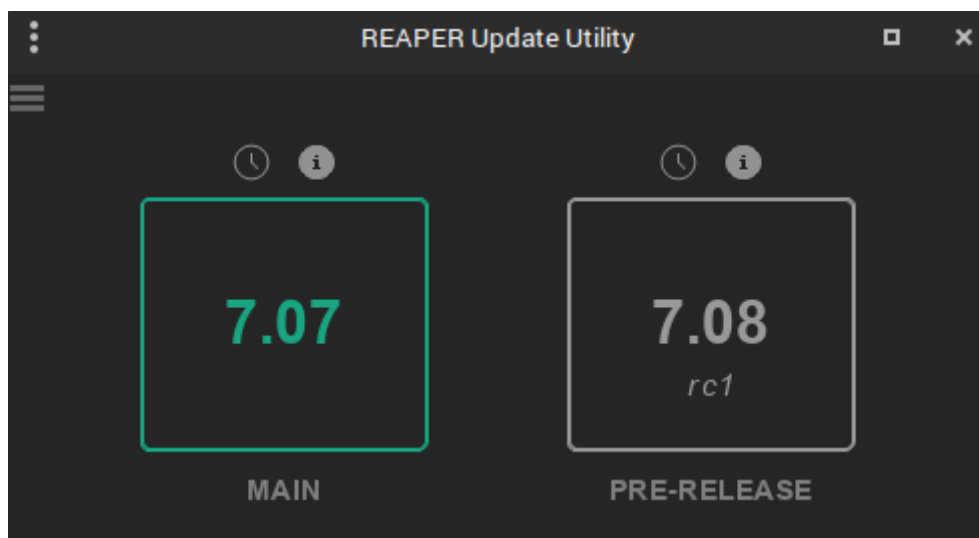 REAPER Update Utility
i
i
7.07
7.08
rc1
MAIN
PRE-RELEASE